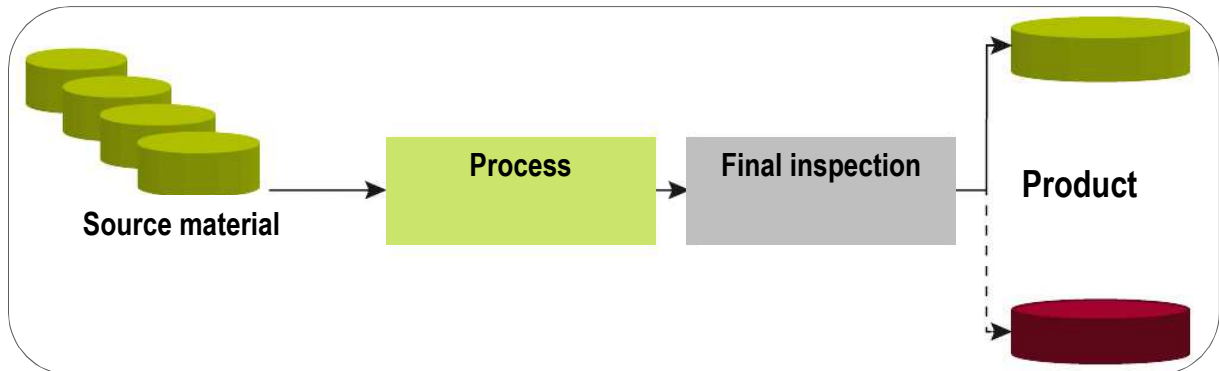 Process
Final inspection
Product
Source material